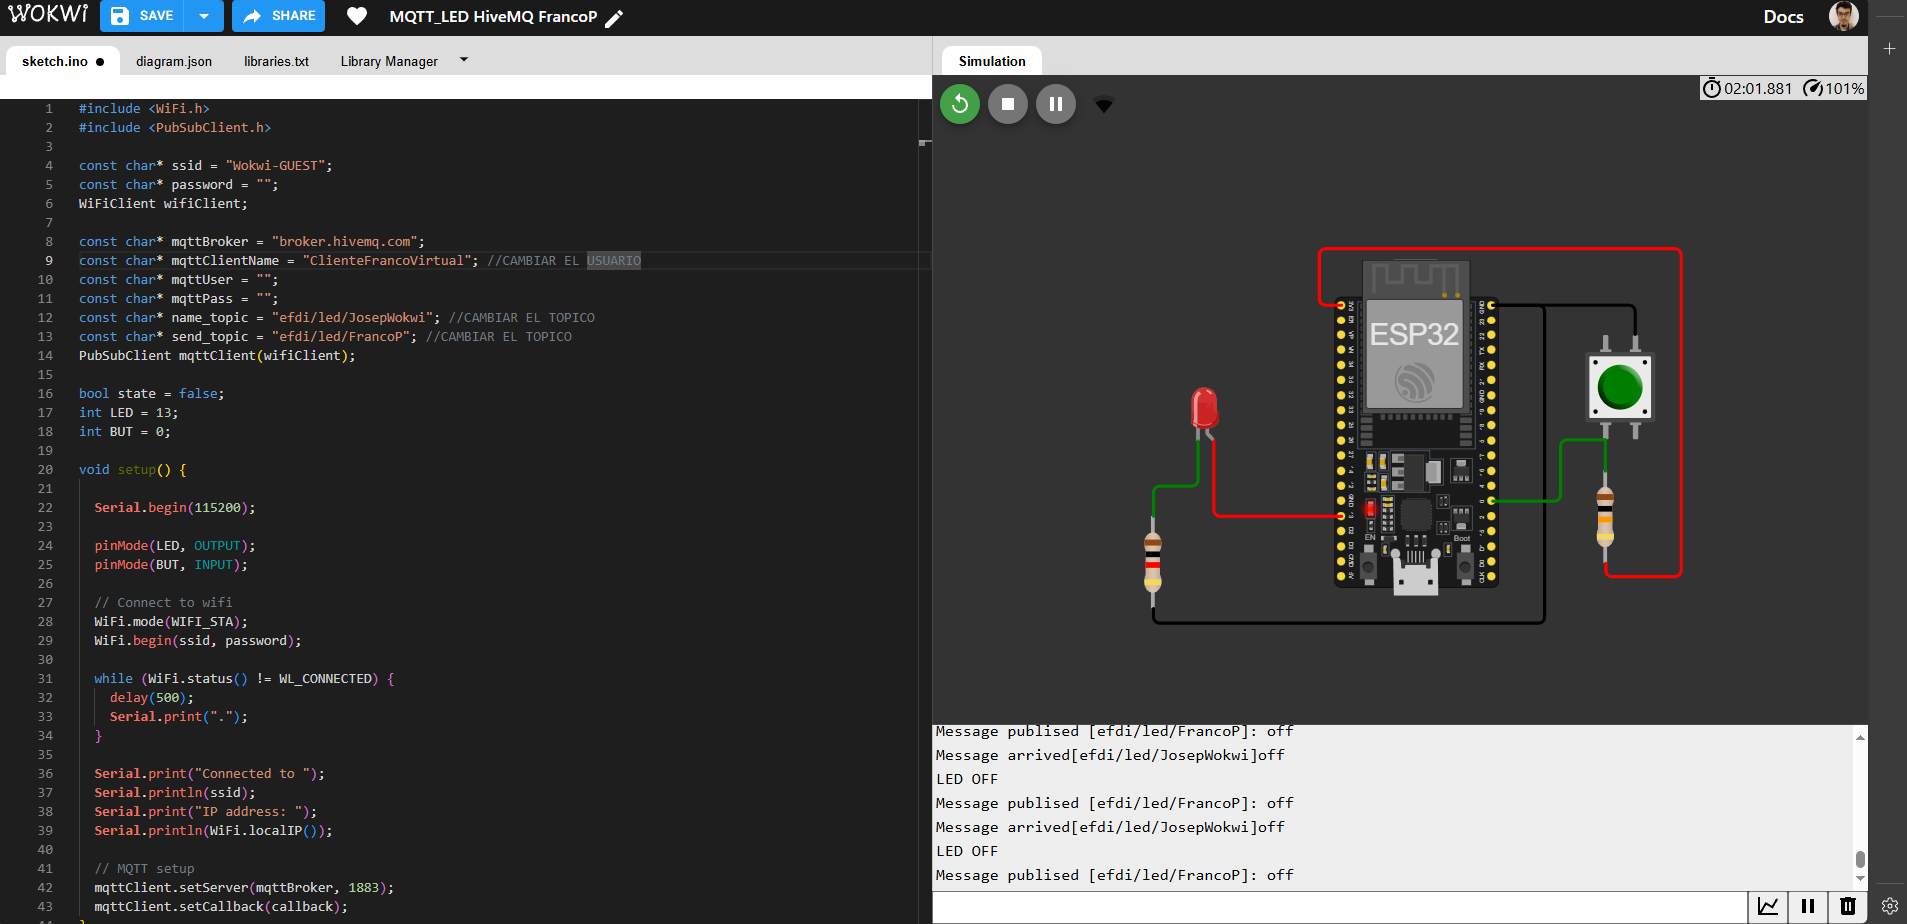 WOKWI SAVE SHARE MQTT_LED HiveMQ FrancoP Docs
sketch.ino diagram.json libraries.txt Library Manager
Simulation
02:01.881 101%
1 #include <WiFi.h>
2 #include <PubSubClient.h>
3
4 const char* ssid = "Wokwi-GUEST";
5 const char* password = "";
6 WiFiClient wifiClient;
7
8 const char* mqttBroker = "broker.hivemq.com";
9 const char* mqttClientName = "ClienteFrancoVirtual"; //CAMBIAR EL USUARIO
10 const char* mqttUser = "";
11 const char* mqttPass = "";
12 const char* name_topic = "efdi/led/JosepWokwi"; //CAMBIAR EL TOPICO
13 const char* send_topic = "efdi/led/FrancoP"; //CAMBIAR EL TOPICO
14 PubSubClient mqttClient(wifiClient);
15
16 bool state = false;
17 int LED = 13;
18 int BUT = 0;
19
20 void setup() {
21
22 Serial.begin(115200);
23
24 pinMode(LED, OUTPUT);
25 pinMode(BUT, INPUT);
26
27 // Connect to wifi
28 WiFi.mode(WIFI_STA);
29 WiFi.begin(ssid, password);
30
31 while (WiFi.status() != WL_CONNECTED) {
32 delay(500);
33 Serial.print(".");
34 }
35
36 Serial.print("Connected to ");
37 Serial.println(ssid);
38 Serial.print("IP address: ");
39 Serial.println(WiFi.localIP());
40
41 // MQTT setup
42 mqttClient.setServer(mqttBroker, 1883);
43 mqttClient.setCallback(callback);
44 }
ESP32
EN Boot
Message publised [efdi/led/FrancoP]: off
Message arrived[efdi/led/JosepWokwi]off
LED OFF
Message publised [efdi/led/FrancoP]: off
Message arrived[efdi/led/JosepWokwi]off
LED OFF
Message publised [efdi/led/FrancoP]: off